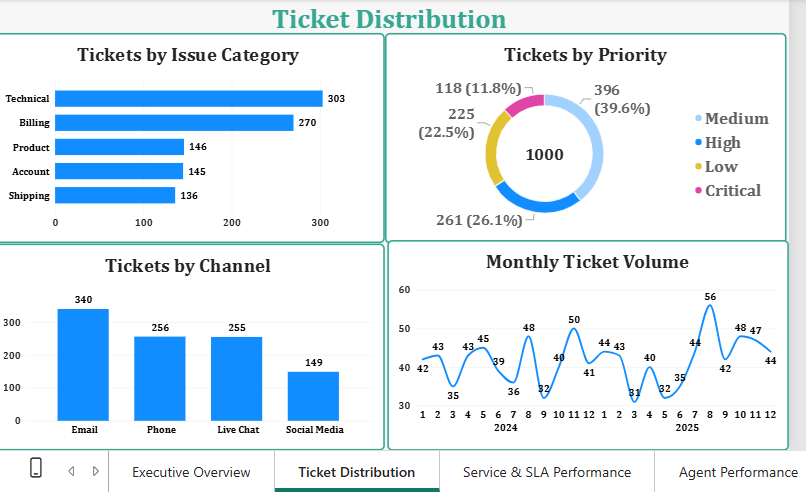 Ticket Distribution
Tickets by Issue Category
Technical 303
Billing 270
Product 146
Account 145
Shipping 136
0 100 200 300
Tickets by Priority
118 (11.8%)
396
(39.6%)
225
(22.5%)
1000
261 (26.1%)
Medium
High
Low
Critical
Tickets by Channel
340
256
255
149
300
200
100
0
Email Phone Live Chat Social Media
Monthly Ticket Volume
60
50
40
30
42 43 35 43 45 39 36 48 32 40 50 41 44 43 31 40 32 35 44 56 42 48 47 44
1 2 3 4 5 6 7 8 9 10 11 12 1 2 3 4 5 6 7 8 9 10 11 12
2024 2025
Executive Overview Ticket Distribution Service & SLA Performance Agent Performance